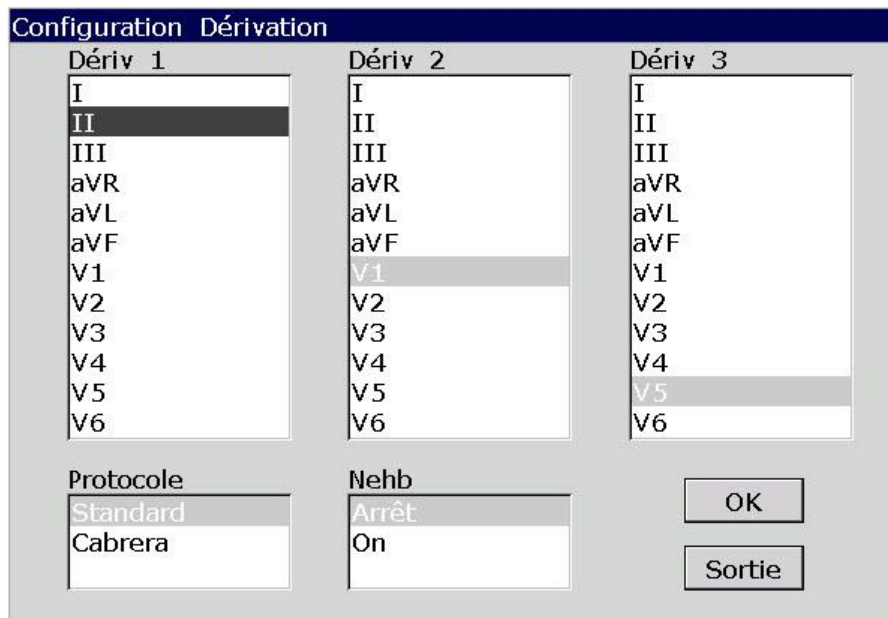 Configuration Dérivation
Dériv 1
I
II
III
aVR
aVL
aVF
V1
V2
V3
V4
V5
V6
Dériv 2
I
II
III
aVR
aVL
aVF
V1
V2
V3
V4
V5
V6
Dériv 3
I
II
III
aVR
aVL
aVF
V1
V2
V3
V4
V5
V6
Protocole
Standard
Cabrera
Nehb
Arrêt
On
OK
Sortie